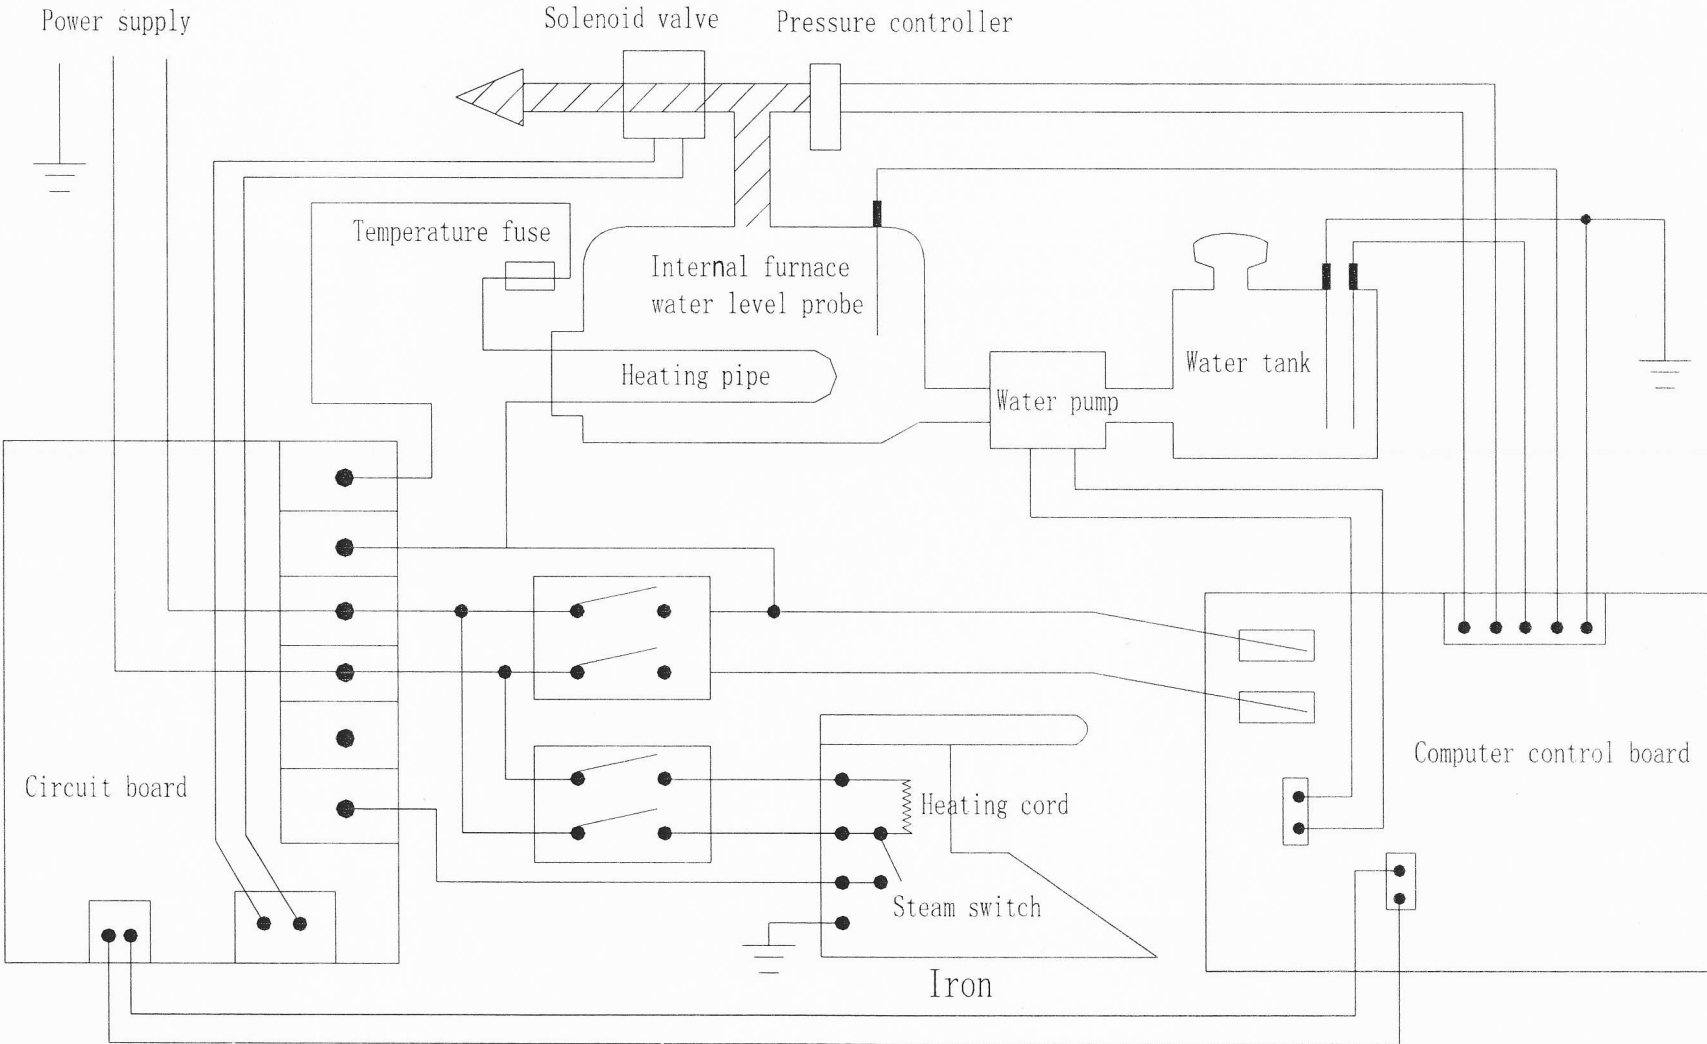 Power supply
Solenoid valve
Pressure controller
Temperature fuse
Internal furnace
water level probe
Heating pipe
Water pump
Water tank
Circuit board
Heating cord
Steam switch
Iron
Computer control board